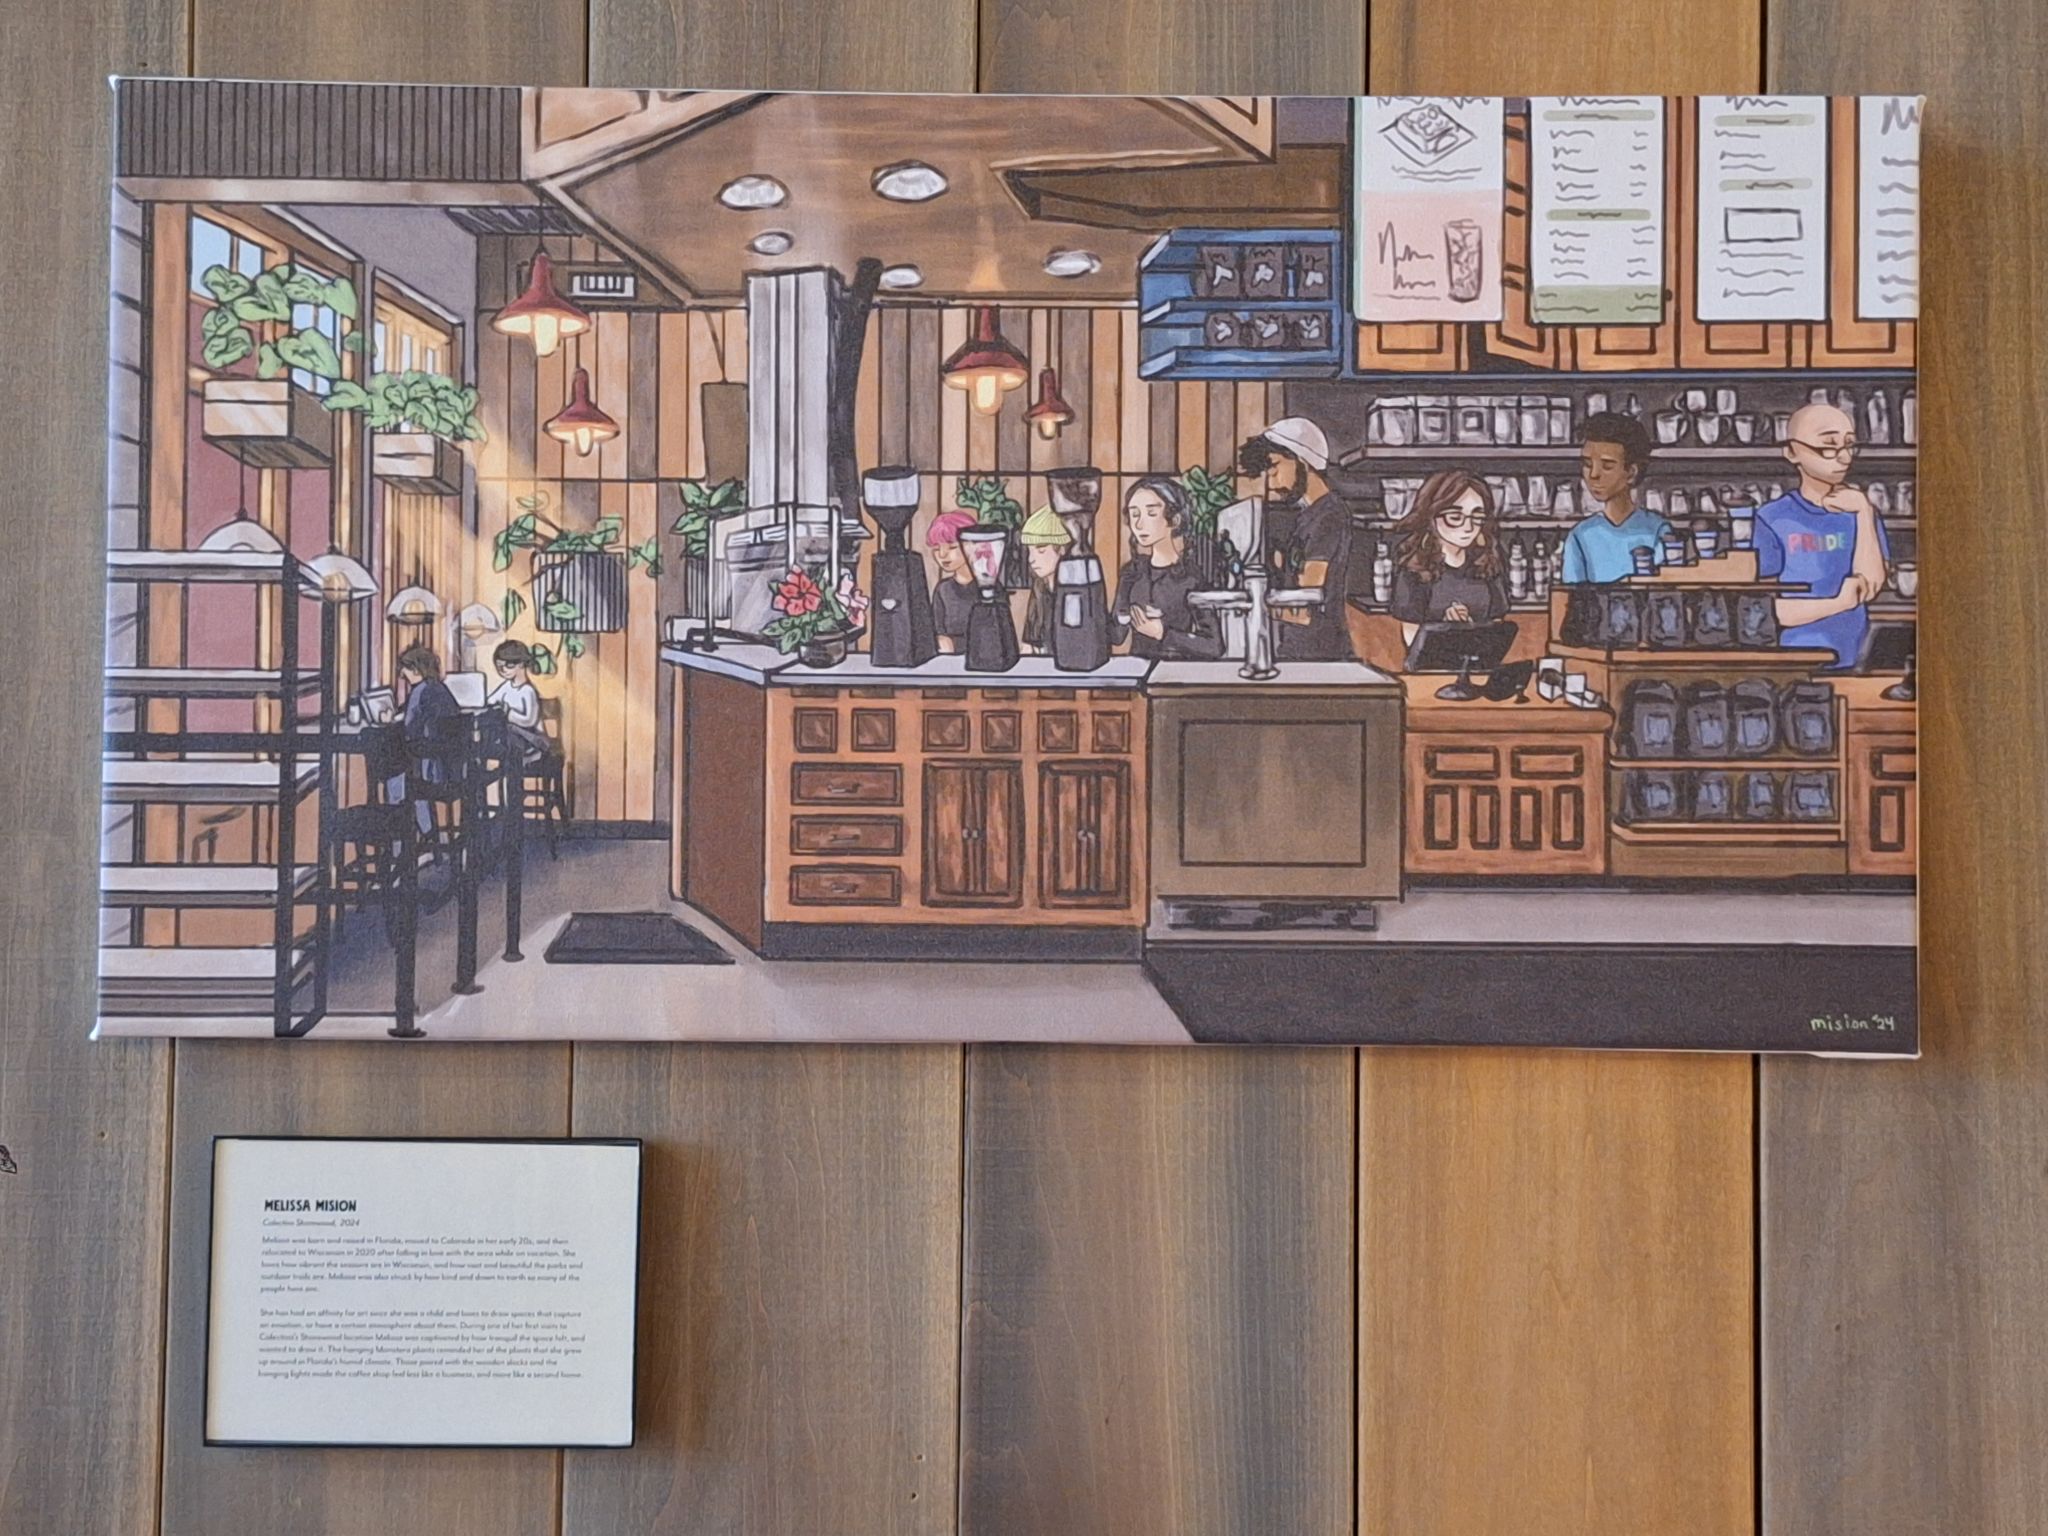 PRIDE
mision '24
MELISSA MISION
Colectivo Shorewood, 2024
Melissa was born and raised in Florida, moved to Colorado in her early 20s, and then
relocated to Wisconsin in 2020 after falling in love with the area while on vacation. She
loves how vibrant the seasons are in Wisconsin, and how vast and beautiful the parks and
outdoor trails are. Melissa was also struck by how kind and down to earth so many of the
people here are.
She has had an affinity for art since she was a child and loves to draw spaces that capture
an emotion, or have a certain atmosphere about them. During one of her first visits to
Colectivo's Shorewood location Melissa was captivated by how tranquil the space felt, and
wanted to draw it. The hanging Monstera plants reminded her of the plants that she grew
up around in Florida's humid climate. Those paired with the wooden slacks and the
hanging lights made the coffee shop feel less like a business, and more like a second home.